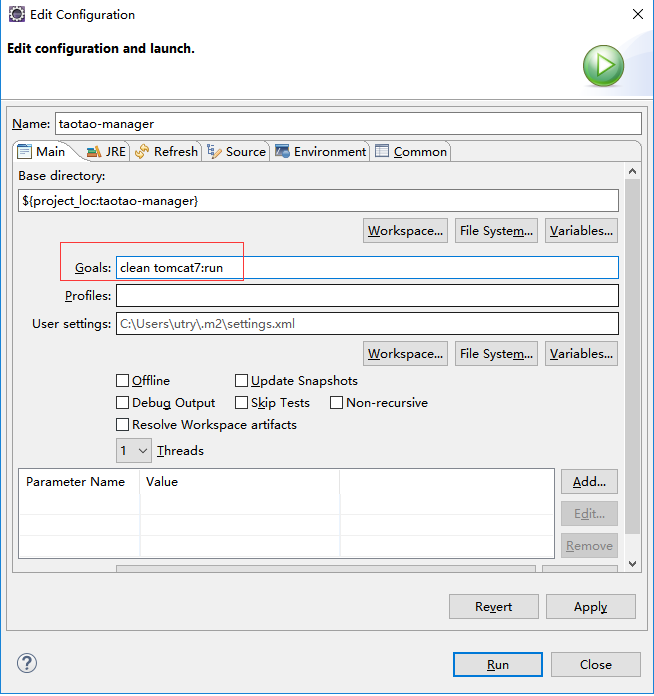 Edit Configuration
Edit configuration and launch.
Name: taotao-manager
Main JRE Refresh Source Environment Common
Base directory:
${project_loc:taotao-manager}
Workspace... File System... Variables...
Goals: clean tomcat7:run
Profiles:
User settings: C:\Users\utry\.m2\settings.xml
Workspace... File System... Variables...
Offline Update Snapshots
Debug Output Skip Tests Non-recursive
Resolve Workspace artifacts
1 Threads
Parameter Name Value Add...
Edit...
Remove
Revert Apply
? Run Close